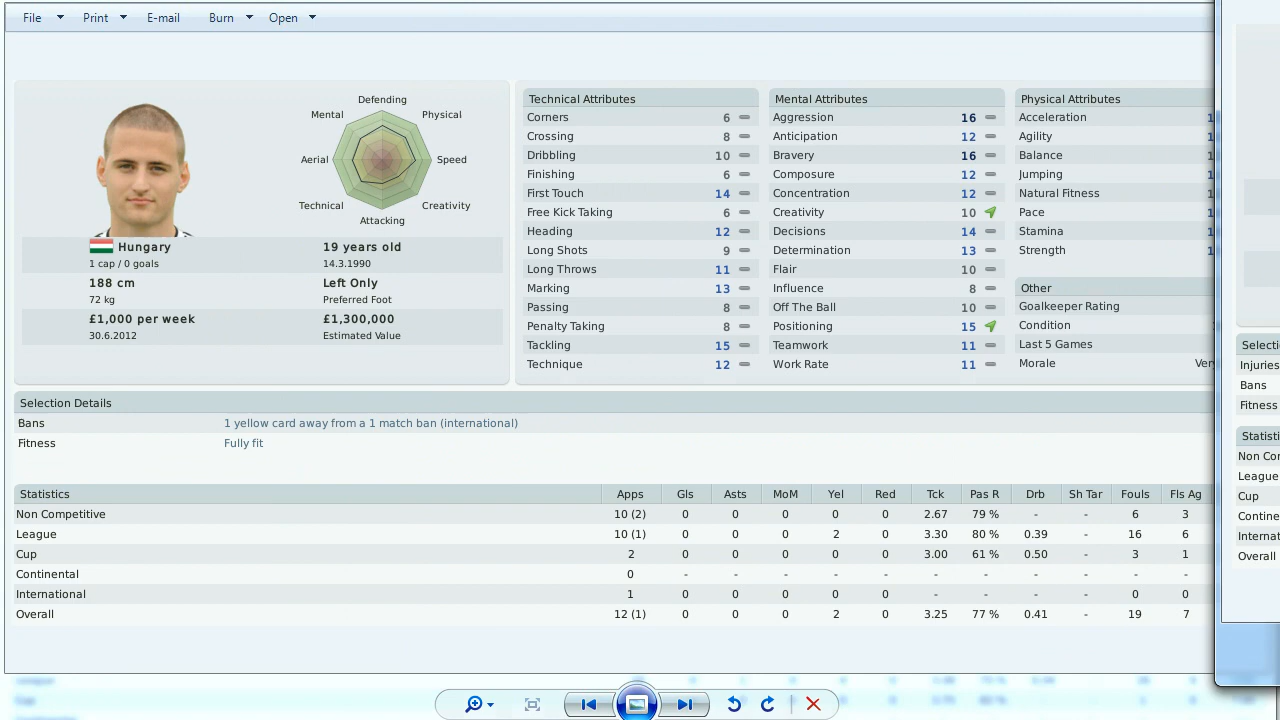 File Print E-mail Burn Open
Defending
Mental Physical
Aerial Speed
Technical Creativity
Attacking
Hungary 19 years old
1 cap / 0 goals 14.3.1990
188 cm Left Only
72 kg Preferred Foot
£1,000 per week £1,300,000
30.6.2012 Estimated Value
Technical Attributes
Corners 6
Crossing 8
Dribbling 10
Finishing 6
First Touch 14
Free Kick Taking 6
Heading 12
Long Shots 9
Long Throws 11
Marking 13
Passing 8
Penalty Taking 8
Tackling 15
Technique 12
Mental Attributes
Aggression 16
Anticipation 12
Bravery 16
Composure 12
Concentration 12
Creativity 10
Decisions 14
Determination 13
Flair 10
Influence 8
Off The Ball 10
Positioning 15
Teamwork 11
Work Rate 11
Physical Attributes
Acceleration
Agility
Balance
Jumping
Natural Fitness
Pace
Stamina
Strength
Other
Goalkeeper Rating
Condition
Last 5 Games
Morale
Selection Details
Bans 1 yellow card away from a 1 match ban (international)
Fitness Fully fit
Statistics Apps Gls Asts MoM Yel Red Tck Pas R Drb Sh Tar Fouls Fls Ag
Non Competitive 10 (2) 0 0 0 0 0 2.67 79 % - - 6 3
League 10 (1) 0 0 0 2 0 3.30 80 % 0.39 - 16 6
Cup 2 0 0 0 0 0 3.00 61 % 0.50 - 3 1
Continental 0 - - - - - - - - - - -
International 1 0 0 0 0 0 - - - - 0 0
Overall 12 (1) 0 0 0 2 0 3.25 77 % 0.41 - 19 7
Injuries
Bans
Fitness
League
Cup
Overall